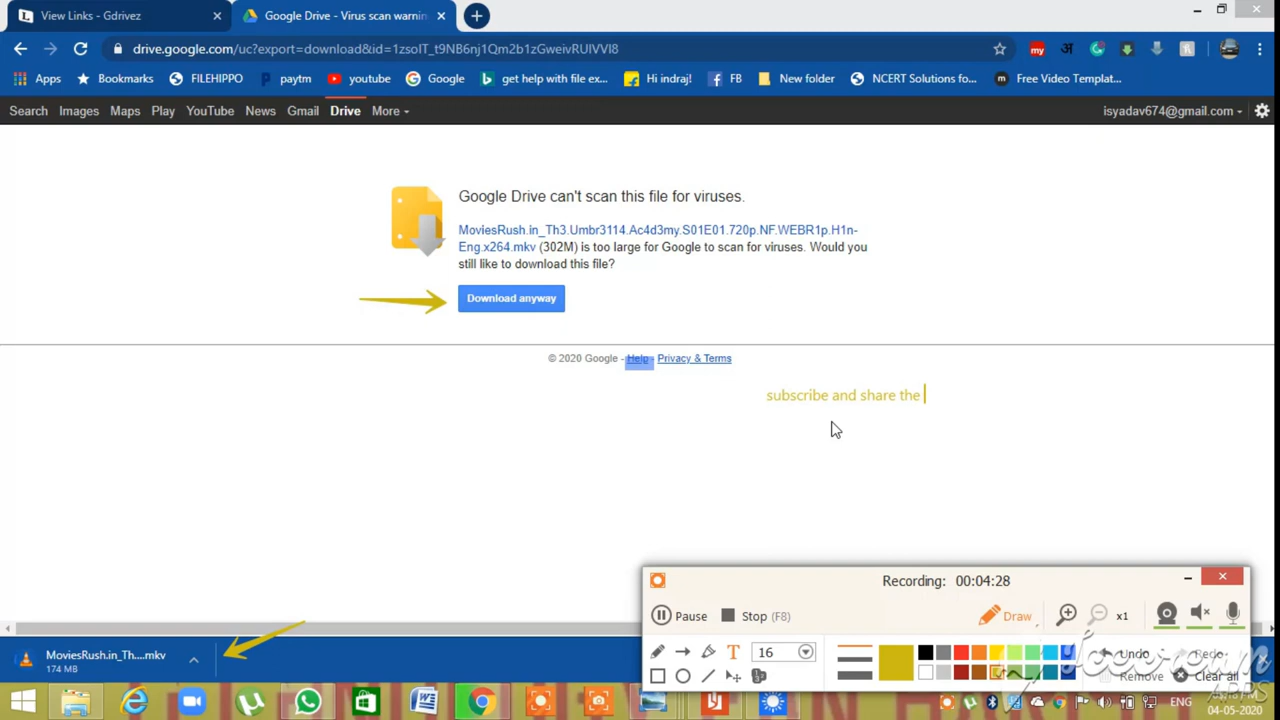 View Links - Gdrivez
Google Drive - Virus scan warnin
drive.google.com/uc?export=download&id=1zsoIT_t9NB6nj1Qm2b1zGweivRUIVVI8
Apps Bookmarks FILEHIPPO paytm youtube Google get help with file ex... Hi indraj! FB New folder NCERT Solutions fo... Free Video Templat...
Search Images Maps Play YouTube News Gmail Drive More isyadav674@gmail.com
Google Drive can't scan this file for viruses.
MoviesRush.in_Th3.Umbr3114.Ac4d3my.S01E01.720p.NF.WEBR1p.H1n-
Eng.x264.mkv (302M) is too large for Google to scan for viruses. Would you
still like to download this file?
Download anyway
© 2020 Google - Help - Privacy & Terms
subscribe and share the
Recording: 00:04:28
Pause Stop (F8) Draw x1
MoviesRush.in_Th....mkv
174 MB
T 16 Undo Redo
Remove Clear all
ENG
04-05-2020